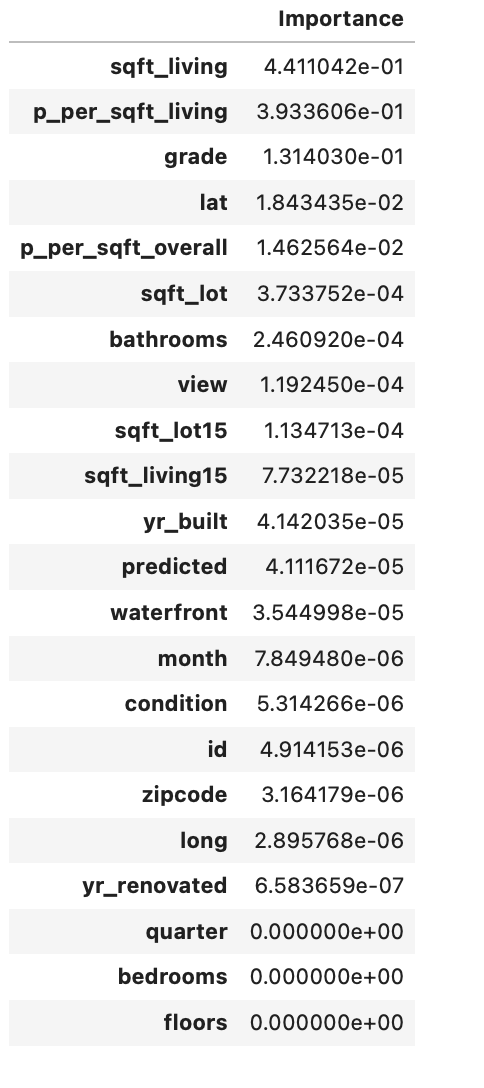 Importance
sqft_living 4.411042e-01
p_per_sqft_living 3.933606e-01
grade 1.314030e-01
lat 1.843435e-02
p_per_sqft_overall 1.462564e-02
sqft_lot 3.733752e-04
bathrooms 2.460920e-04
view 1.192450e-04
sqft_lot15 1.134713e-04
sqft_living15 7.732218e-05
yr_built 4.142035e-05
predicted 4.111672e-05
waterfront 3.544998e-05
month 7.849480e-06
condition 5.314266e-06
id 4.914153e-06
zipcode 3.164179e-06
long 2.895768e-06
yr_renovated 6.583659e-07
quarter 0.000000e+00
bedrooms 0.000000e+00
floors 0.000000e+00